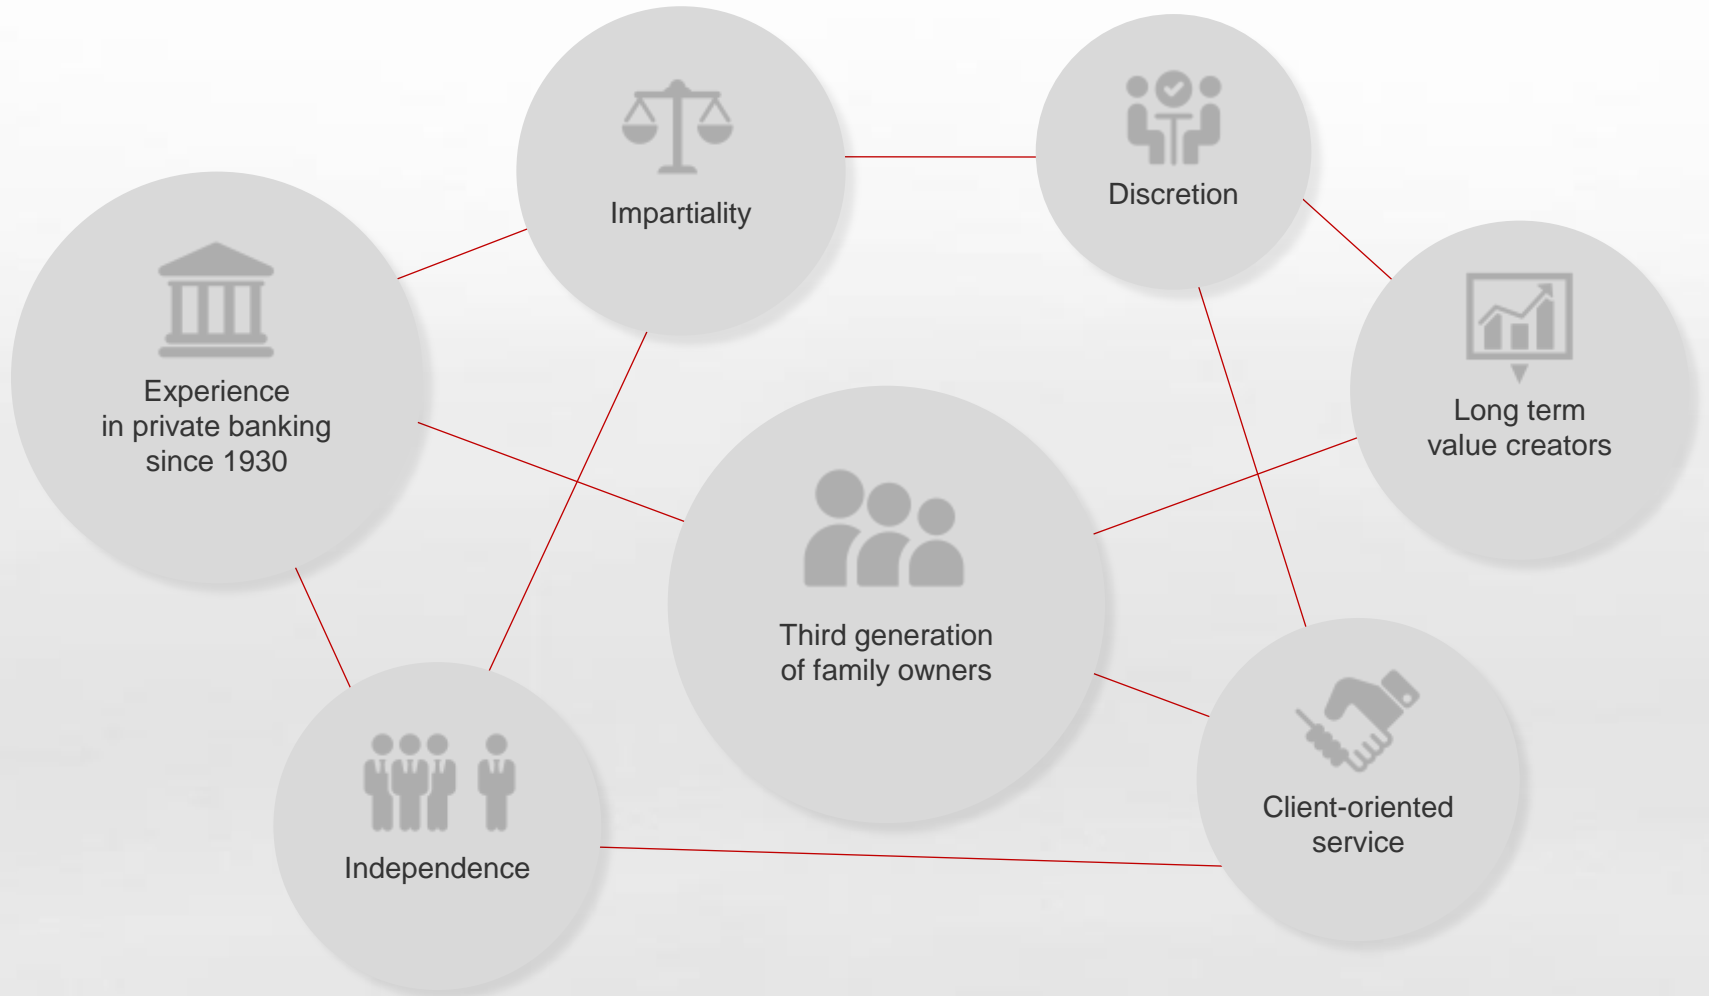 Impartiality
Discretion
Experience
in private banking
since 1930
Long term
value creators
Third generation
of family owners
Client-oriented
service
Independence